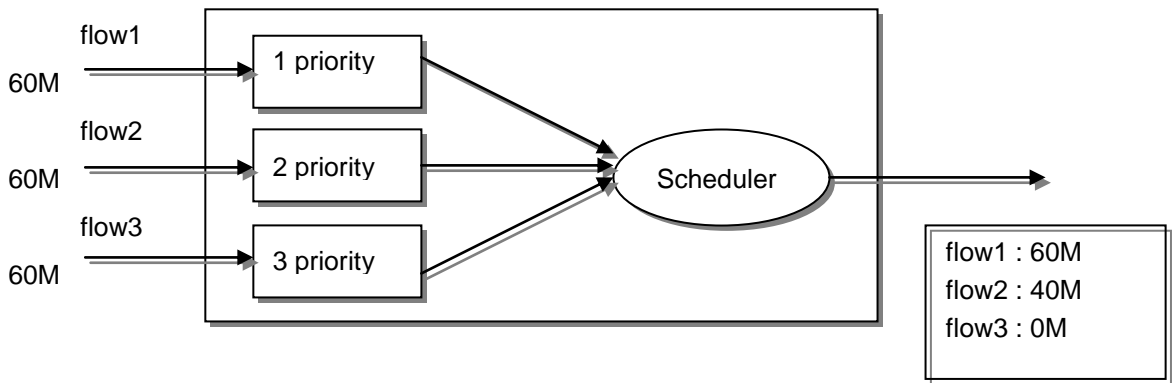 flow1
60M
1 priority
flow2
60M
2 priority
flow3
60M
3 priority
Scheduler
flow1 : 60M
flow2 : 40M
flow3 : 0M